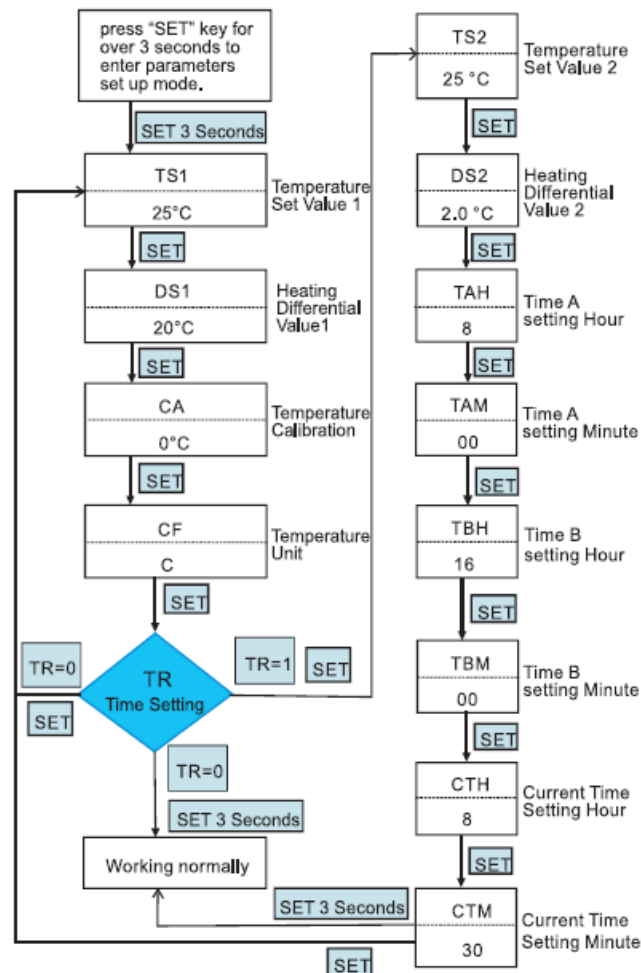 press “SET” key for
over 3 seconds to
enter parameters
set up mode.
SET 3 Seconds
TS1
25°C
Temperature
Set Value 1
SET
DS1
20°C
Heating
Differential
Value1
SET
CA
0°C
Temperature
Calibration
SET
CF
C
Temperature
Unit
SET
TR=0
SET
TR
Time Setting
TR=1
SET
TR=0
SET 3 Seconds
Working normally
TS2
25 °C
Temperature
Set Value 2
SET
DS2
2.0 °C
Heating
Differential
Value 2
SET
TAH
8
Time A
setting Hour
SET
TAM
00
Time A
setting Minute
SET
TBH
16
Time B
setting Hour
SET
TBM
00
Time B
setting Minute
SET
CTH
8
Current Time
Setting Hour
SET
CTM
30
Current Time
Setting Minute
SET 3 Seconds
SET